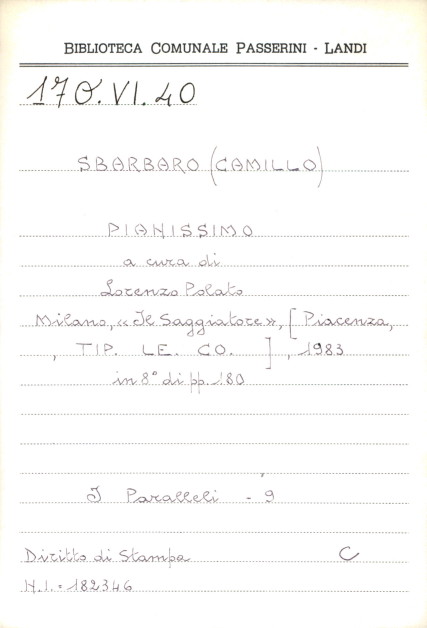 BIBLIOTECA COMUNALE PASSERINI - LANDI
170.VI.40
SBARBARO (CAMILLO)
PIANISSIMO
a cura di
Lorenzo Polato
Milano, «Il Saggiatore», [Piacenza,
, TIP. LE. CO. ] , 1983
in 8° di pp. 180
I Paralleli - 9
Diritto di Stampa C
N.I. = 182346